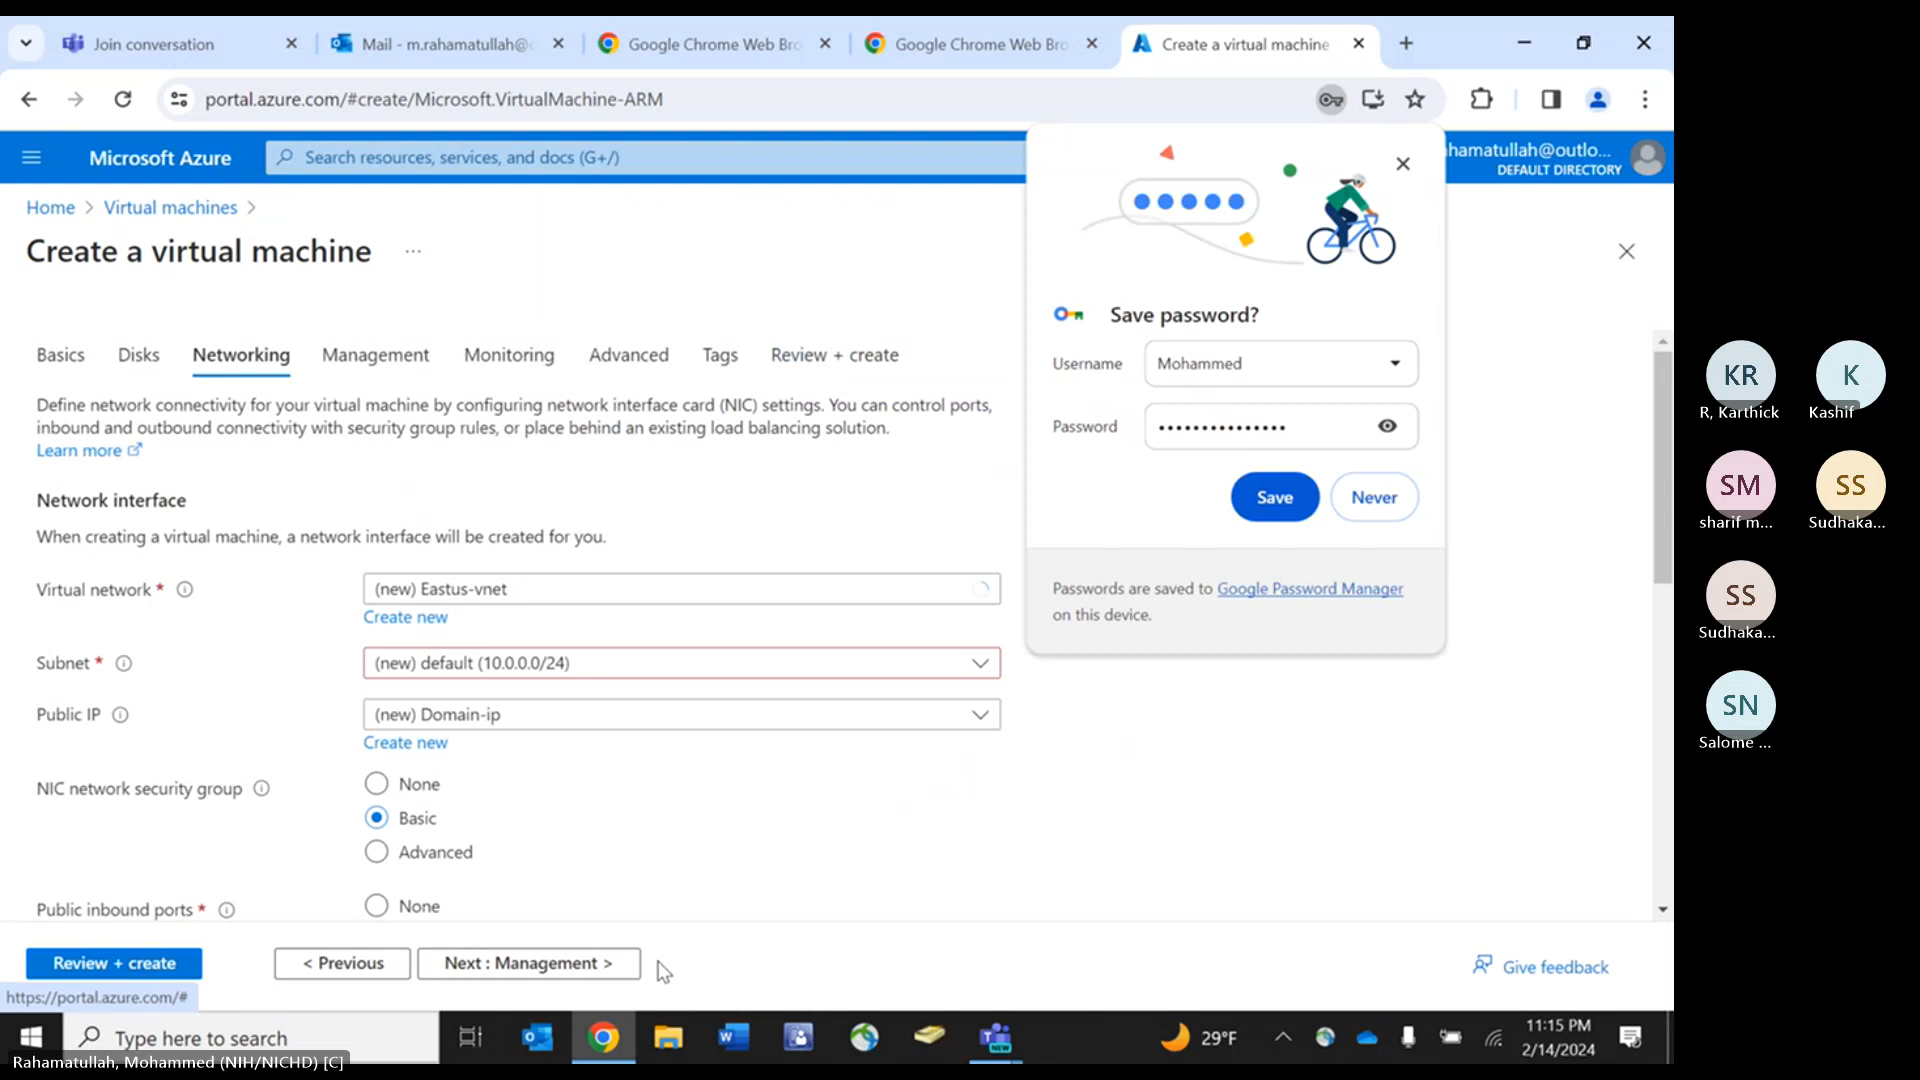 Join conversation
Mail - m.rahamatullah@
Google Chrome Web Bro
Google Chrome Web Bro
Create a virtual machine
portal.azure.com/#create/Microsoft.VirtualMachine-ARM
Microsoft Azure
Search resources, services, and docs (G+/)
hamatullah@outlo...
DEFAULT DIRECTORY
Home > Virtual machines >
Create a virtual machine ...
Basics
Disks
Networking
Management
Monitoring
Advanced
Tags
Review + create
Define network connectivity for your virtual machine by configuring network interface card (NIC) settings. You can control ports,
inbound and outbound connectivity with security group rules, or place behind an existing load balancing solution.
Learn more
Network interface
When creating a virtual machine, a network interface will be created for you.
Virtual network *
(new) Eastus-vnet
Create new
Subnet *
(new) default (10.0.0.0/24)
Public IP
(new) Domain-ip
Create new
NIC network security group
None
Basic
Advanced
Public inbound ports *
None
Review + create
< Previous
Next : Management >
Give feedback
https://portal.azure.com/#
Save password?
Username
Mohammed
Password
•••••••••••••••
Save
Never
Passwords are saved to Google Password Manager
on this device.
KR
R, Karthick
K
Kashif
SM
sharif m...
SS
Sudhaka...
SS
Sudhaka...
SN
Salome ...
Type here to search
NEW
29°F
11:15 PM
2/14/2024
Rahamatullah, Mohammed (NIH/NICHD) [C]